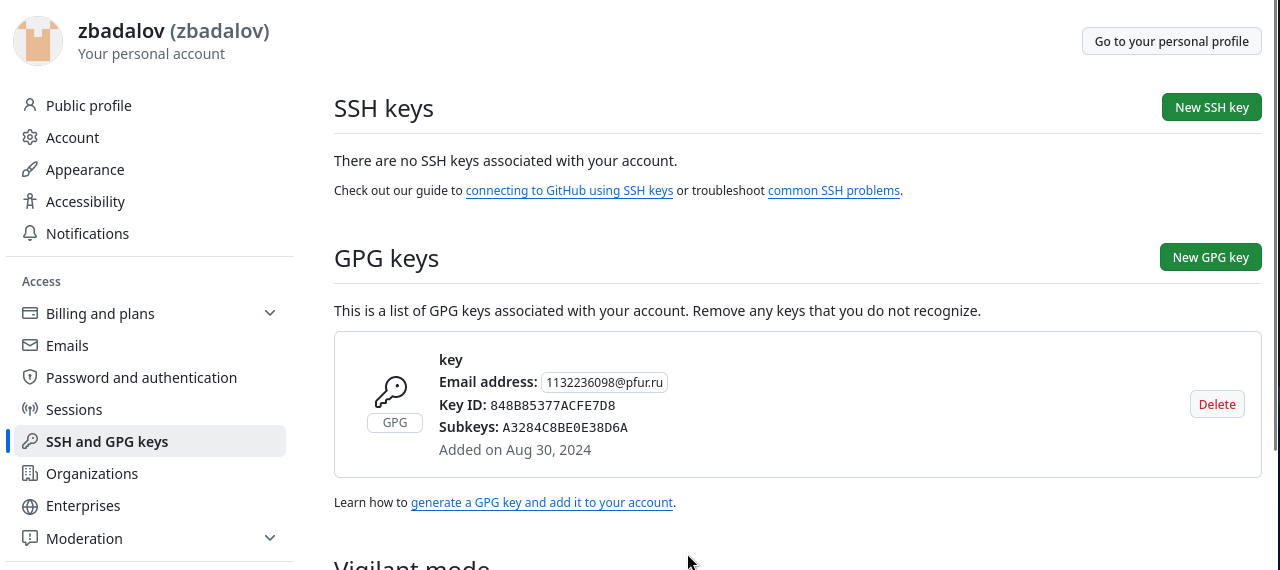 zbadalov (zbadalov)
Your personal account
Go to your personal profile
Public profile
Account
Appearance
Accessibility
Notifications
Access
Billing and plans
Emails
Password and authentication
Sessions
SSH and GPG keys
Organizations
Enterprises
Moderation
SSH keys
New SSH key
There are no SSH keys associated with your account.
Check out our guide to connecting to GitHub using SSH keys or troubleshoot common SSH problems.
GPG keys
New GPG key
This is a list of GPG keys associated with your account. Remove any keys that you do not recognize.
GPG
key
Email address: 1132236098@pfur.ru
Key ID: 848B85377ACFE7D8
Subkeys: A3284C8BE0E38D6A
Added on Aug 30, 2024
Delete
Learn how to generate a GPG key and add it to your account.
Vigilant mode